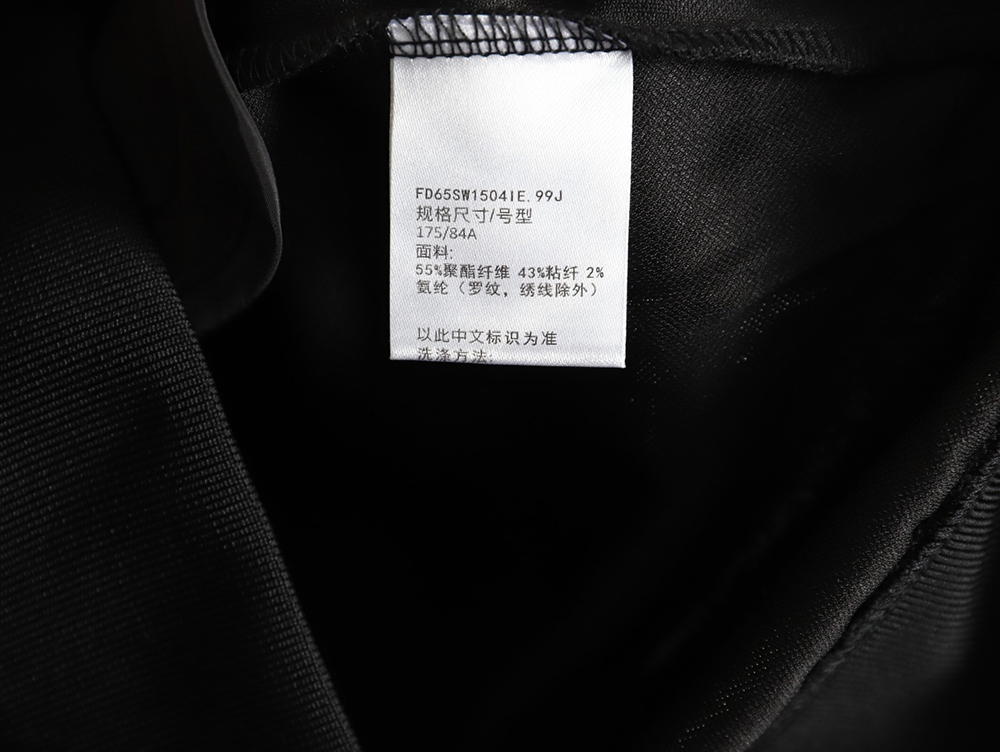 FD65SW1504IE.99J
规格尺寸/号型
175/84A
面料:
55%聚酯纤维 43%粘纤 2%
氨纶（罗纹，绣线除外）
以此中文标识为准
洗涤方法: